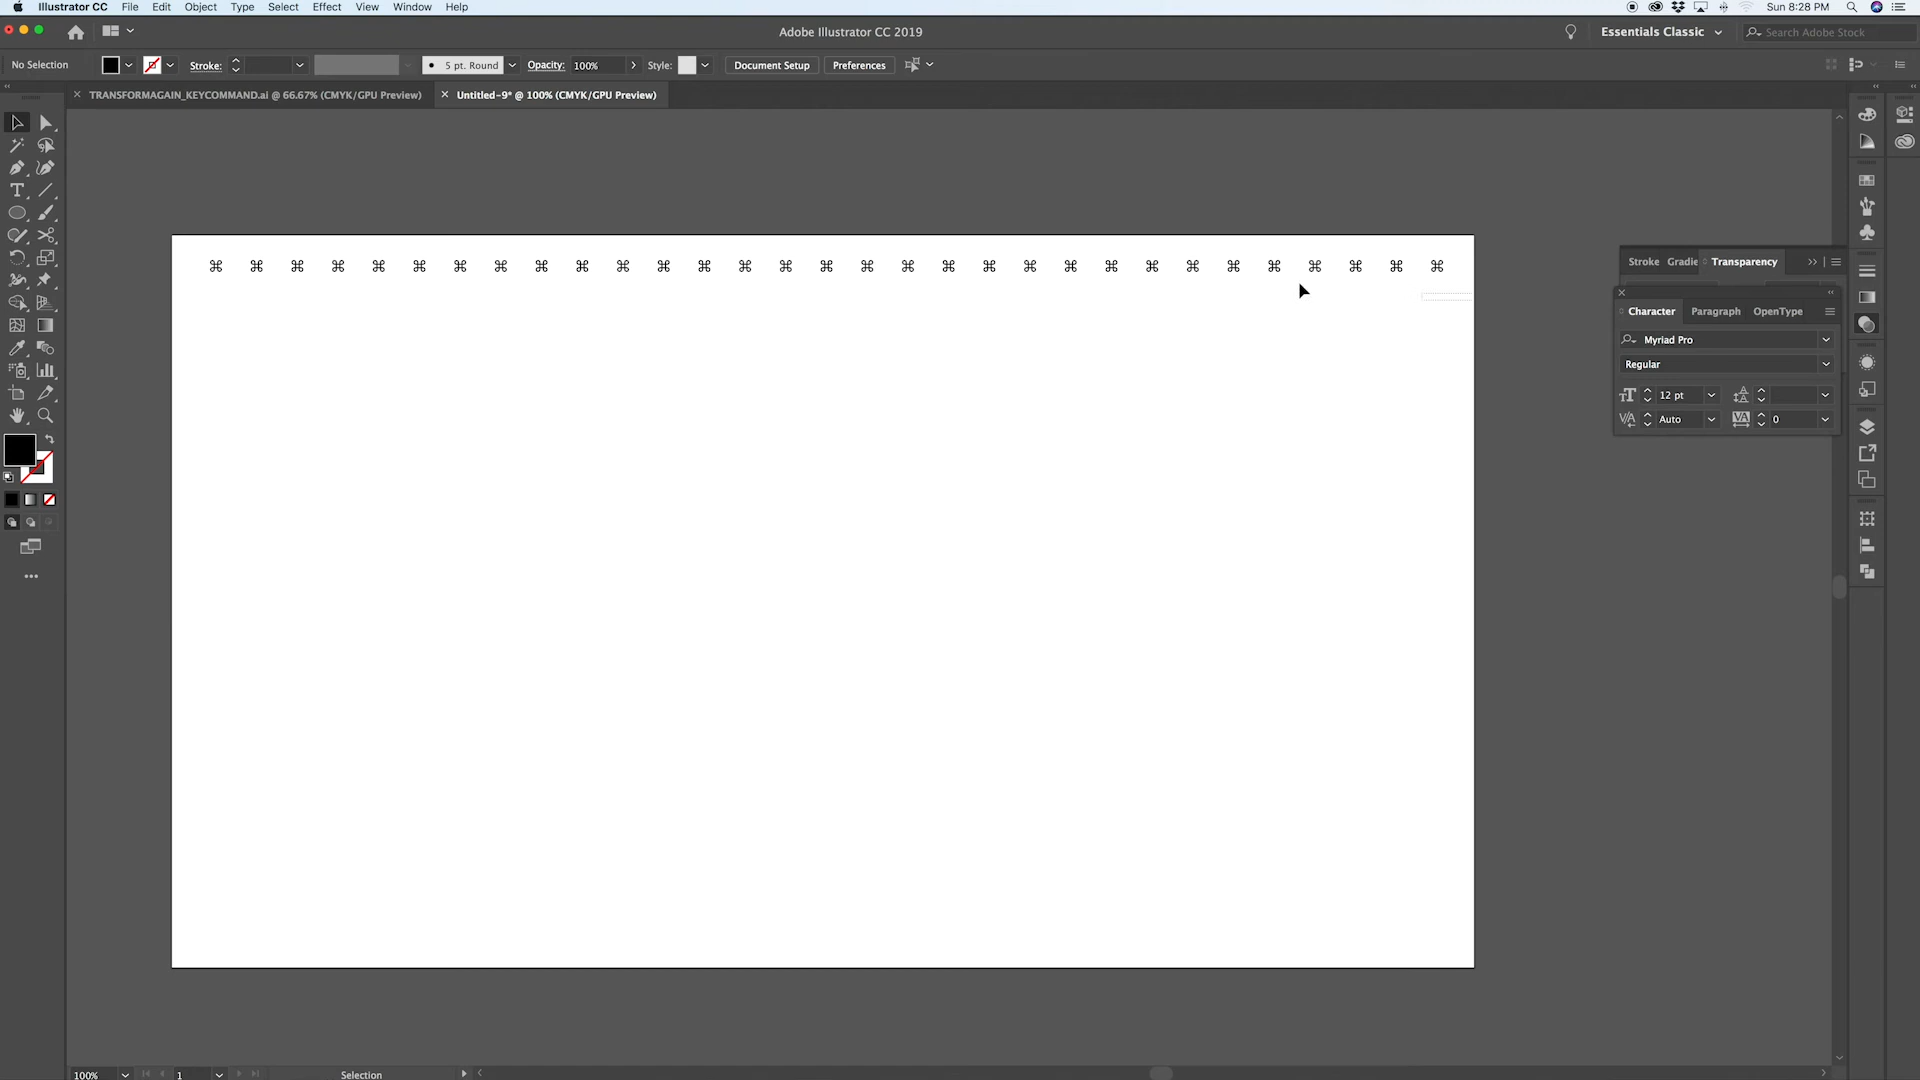 Illustrator CC File Edit Object Type Select Effect View Window Help Sun 8:28 PM
Adobe Illustrator CC 2019 Essentials Classic Search Adobe Stock
No Selection Stroke: 5 pt. Round Opacity: 100% Style: Document Setup Preferences
TRANSFORMAGAIN_KEYCOMMAND.ai @ 66.67% (CMYK/GPU Preview) Untitled-9* @ 100% (CMYK/GPU Preview)
⌘ ⌘ ⌘ ⌘ ⌘ ⌘ ⌘ ⌘ ⌘ ⌘ ⌘ ⌘ ⌘ ⌘ ⌘ ⌘ ⌘ ⌘ ⌘ ⌘ ⌘ ⌘ ⌘ ⌘ ⌘ ⌘ ⌘ ⌘ ⌘ ⌘ ⌘
Stroke Gradie Transparency
Character Paragraph OpenType
Myriad Pro
Regular
12 pt
Auto 0
100% 1 Selection